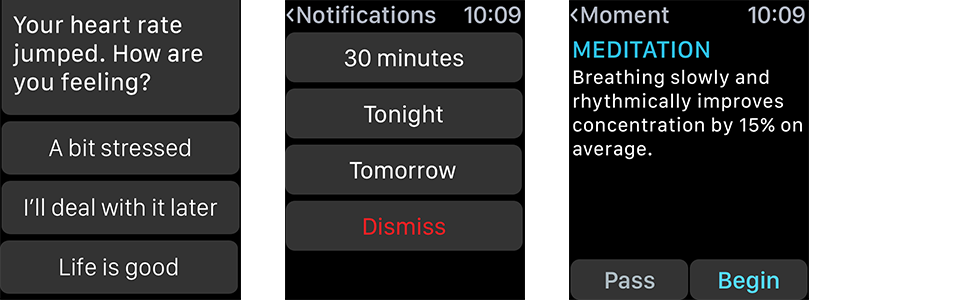 Your heart rate
jumped. How are
you feeling?
A bit stressed
I'll deal with it later
Life is good
‹Notifications 10:09
30 minutes
Tonight
Tomorrow
Dismiss
‹Moment 10:09
MEDITATION
Breathing slowly and
rhythmically improves
concentration by 15% on
average.
Pass
Begin